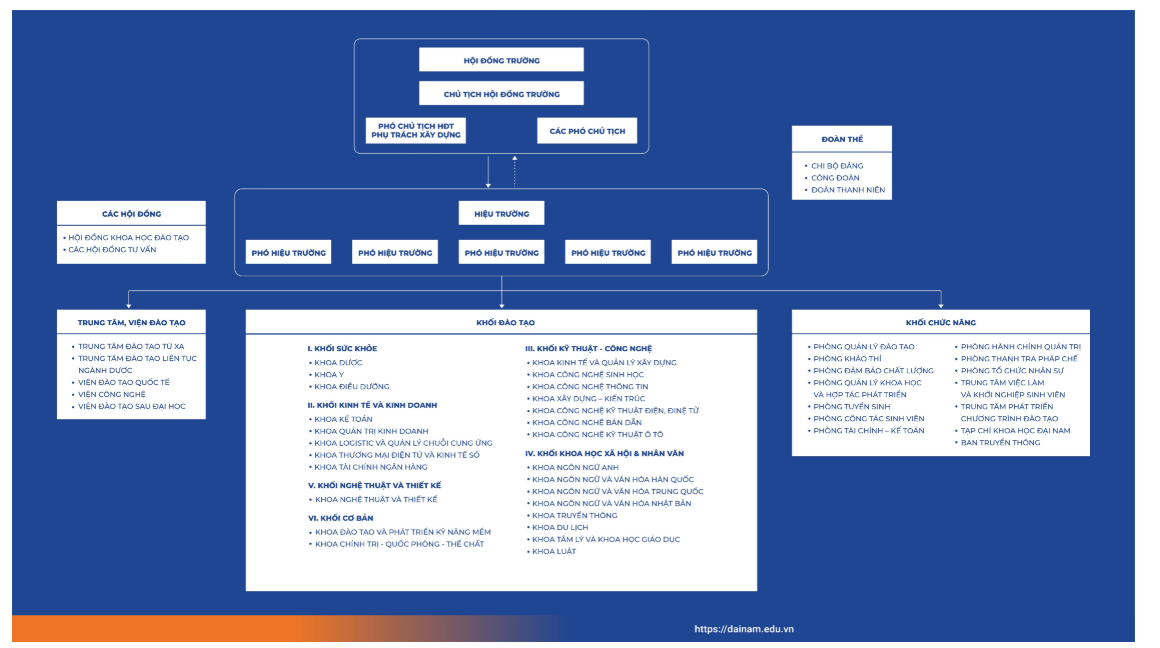 HỘI ĐỒNG TRƯỜNG
CHỦ TỊCH HỘI ĐỒNG TRƯỜNG
PHÓ CHỦ TỊCH HĐT
PHỤ TRÁCH XÂY DỰNG
CÁC PHÓ CHỦ TỊCH
ĐOÀN THỂ
• CHI BỘ ĐẢNG
• CÔNG ĐOÀN
• ĐOÀN THANH NIÊN
CÁC HỘI ĐỒNG
• HỘI ĐỒNG KHOA HỌC ĐÀO TẠO
• CÁC HỘI ĐỒNG TƯ VẤN
HIỆU TRƯỞNG
PHÓ HIỆU TRƯỞNG
PHÓ HIỆU TRƯỞNG
PHÓ HIỆU TRƯỞNG
PHÓ HIỆU TRƯỞNG
PHÓ HIỆU TRƯỞNG
TRUNG TÂM, VIỆN ĐÀO TẠO
• TRUNG TÂM ĐÀO TẠO TỪ XA
• TRUNG TÂM ĐÀO TẠO LIÊN TỤC
NGÀNH DƯỢC
• VIỆN ĐÀO TẠO QUỐC TẾ
• VIỆN CÔNG NGHỆ
• VIỆN ĐÀO TẠO SAU ĐẠI HỌC
KHỐI ĐÀO TẠO
I. KHỐI SỨC KHỎE
• KHOA DƯỢC
• KHOA Y
• KHOA ĐIỀU DƯỠNG
II. KHỐI KINH TẾ VÀ KINH DOANH
• KHOA KẾ TOÁN
• KHOA QUẢN TRỊ KINH DOANH
• KHOA LOGISTIC VÀ QUẢN LÝ CHUỖI CUNG ỨNG
• KHOA THƯƠNG MẠI ĐIỆN TỬ VÀ KINH TẾ SỐ
• KHOA TÀI CHÍNH NGÂN HÀNG
V. KHỐI NGHỆ THUẬT VÀ THIẾT KẾ
• KHOA NGHỆ THUẬT VÀ THIẾT KẾ
VI. KHỐI CƠ BẢN
• KHOA ĐÀO TẠO VÀ PHÁT TRIỂN KỸ NĂNG MỀM
• KHOA CHÍNH TRỊ - QUỐC PHÒNG - THỂ CHẤT
III. KHỐI KỸ THUẬT - CÔNG NGHỆ
• KHOA KINH TẾ VÀ QUẢN LÝ XÂY DỰNG
• KHOA CÔNG NGHỆ SINH HỌC
• KHOA CÔNG NGHỆ THÔNG TIN
• KHOA XÂY DỰNG – KIẾN TRÚC
• KHOA CÔNG NGHỆ KỸ THUẬT ĐIỆN, ĐINỆ TỬ
• KHOA CÔNG NGHỆ BÁN DẪN
• KHOA CÔNG NGHỆ KỸ THUẬT Ô TÔ
IV. KHỐI KHOA HỌC XÃ HỘI & NHÂN VĂN
• KHOA NGÔN NGỮ ANH
• KHOA NGÔN NGỮ VÀ VĂN HÓA HÀN QUỐC
• KHOA NGÔN NGỮ VÀ VĂN HÓA TRUNG QUỐC
• KHOA NGÔN NGỮ VÀ VĂN HÓA NHẬT BẢN
• KHOA TRUYỀN THÔNG
• KHOA DU LỊCH
• KHOA TÂM LÝ VÀ KHOA HỌC GIÁO DỤC
• KHOA LUẬT
KHỐI CHỨC NĂNG
• PHÒNG QUẢN LÝ ĐÀO TẠO
• PHÒNG KHẢO THÍ
• PHÒNG ĐẢM BẢO CHẤT LƯỢNG
• PHÒNG QUẢN LÝ KHOA HỌC
VÀ HỢP TÁC PHÁT TRIỂN
• PHÒNG TUYỂN SINH
• PHÒNG CÔNG TÁC SINH VIÊN
• PHÒNG TÀI CHÍNH – KẾ TOÁN
• PHÒNG HÀNH CHÍNH QUẢN TRỊ
• PHÒNG THANH TRA PHÁP CHẾ
• PHÒNG TỔ CHỨC NHÂN SỰ
• TRUNG TÂM VIỆC LÀM
VÀ KHỞI NGHIỆP SINH VIÊN
• TRUNG TÂM PHÁT TRIỂN
CHƯƠNG TRÌNH ĐÀO TẠO
• TẠP CHÍ KHOA HỌC ĐẠI NAM
• BAN TRUYỀN THÔNG
https://dainam.edu.vn